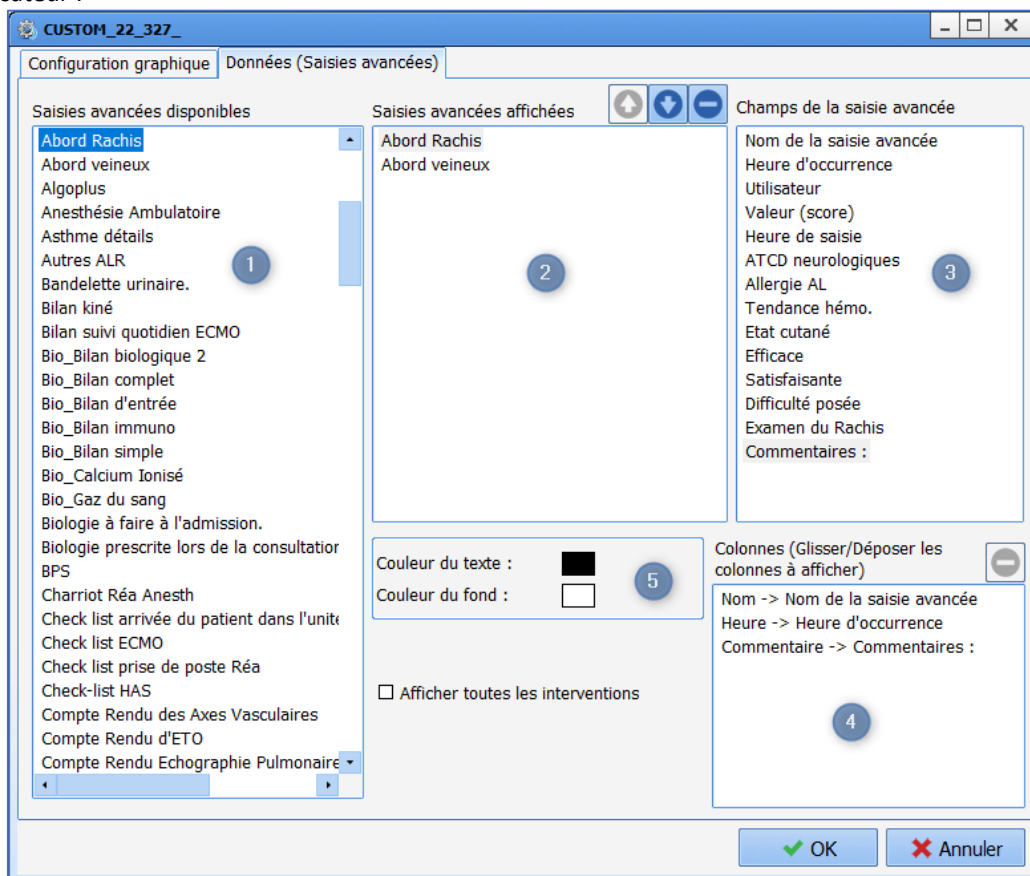 CUSTOM_22_327_
Configuration graphique
Données (Saisies avancées)
Saisies avancées disponibles
Abord Rachis
Abord veineux
Algoplus
Anesthésie Ambulatoire
Asthme détails
Autres ALR
Bandelette urinaire.
Bilan kiné
Bilan suivi quotidien ECMO
Bio_Bilan biologique 2
Bio_Bilan complet
Bio_Bilan d'entrée
Bio_Bilan immuno
Bio_Bilan simple
Bio_Calcium Ionisé
Bio_Gaz du sang
Biologie à faire à l'admission.
Biologie prescrite lors de la consultation
BPS
Charriot Réa Anesth
Check list arrivée du patient dans l'unité
Check list ECMO
Check list prise de poste Réa
Check-list HAS
Compte Rendu des Axes Vasculaires
Compte Rendu d'ETO
Compte Rendu Echographie Pulmonaire
1
Saisies avancées affichées
Abord Rachis
Abord veineux
2
Champs de la saisie avancée
Nom de la saisie avancée
Heure d'occurrence
Utilisateur
Valeur (score)
Heure de saisie
ATCD neurologiques
Allergie AL
Tendance hémo.
Etat cutané
Efficace
Satisfaisante
Difficulté posée
Examen du Rachis
Commentaires :
3
Couleur du texte :
Couleur du fond :
5
Afficher toutes les interventions
Colonnes (Glisser/Déposer les
colonnes à afficher)
Nom -> Nom de la saisie avancée
Heure -> Heure d'occurrence
Commentaire -> Commentaires :
4
OK
Annuler